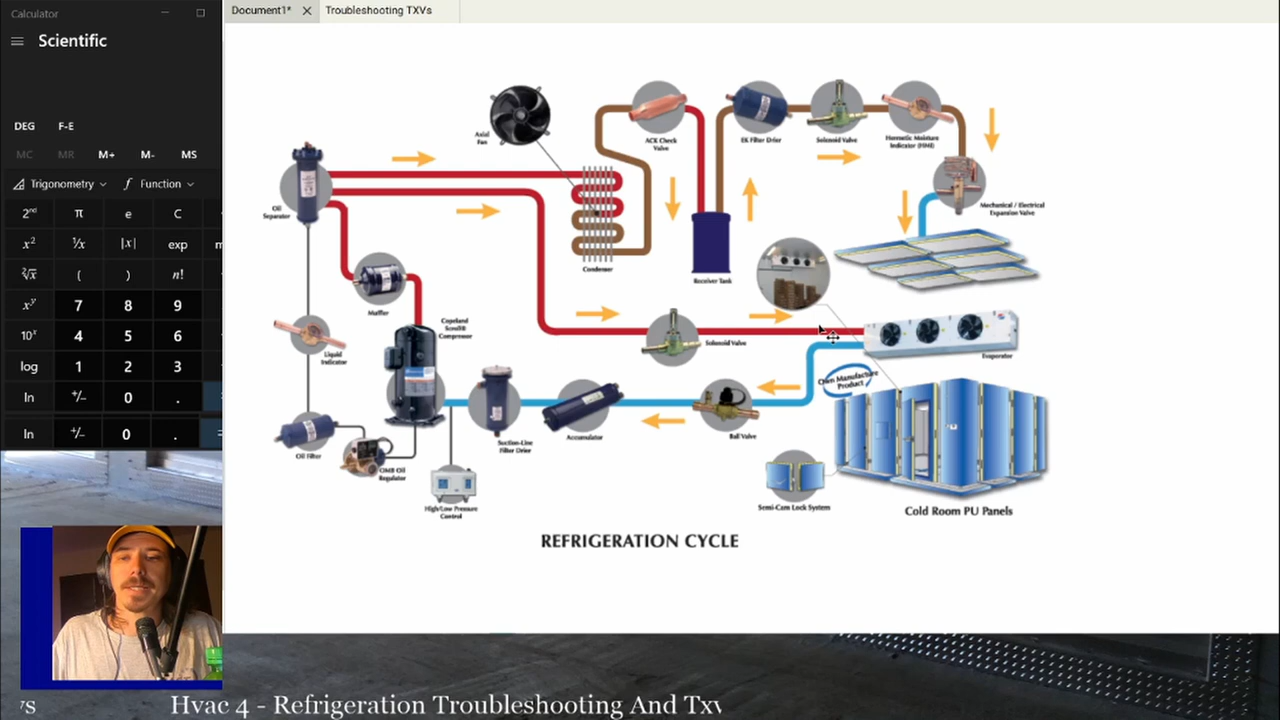 Calculator
Scientific
DEG F-E
MC MR M+ M- MS
Trigonometry Function
2nd π e C
x² ¹/x |x| exp
²√x ( ) n!
xʸ 7 8 9
10ˣ 4 5 6
log 1 2 3
ln +/- 0 .
ln +/- 0 .
Document1* Troubleshooting TXVs
Axial
Fan
ACK Check
Valve
EK Filter Drier
Solenoid Valve
Hermetic Moisture
Indicator (HMI)
Oil
Separator
Mechanical / Electrical
Expansion Valve
Condenser
Receiver Tank
Muffler
Copeland
Scroll®
Compressor
Solenoid Valve
Liquid
Indicator
Evaporator
Own Manufacture
Product
Oil Filter
OMB Oil
Regulator
Suction-Line
Filter Drier
Accumulator
Ball Valve
High/Low Pressure
Control
Semi-Cam Lock System
Cold Room PU Panels
REFRIGERATION CYCLE
Hvac 4 - Refrigeration Troubleshooting And